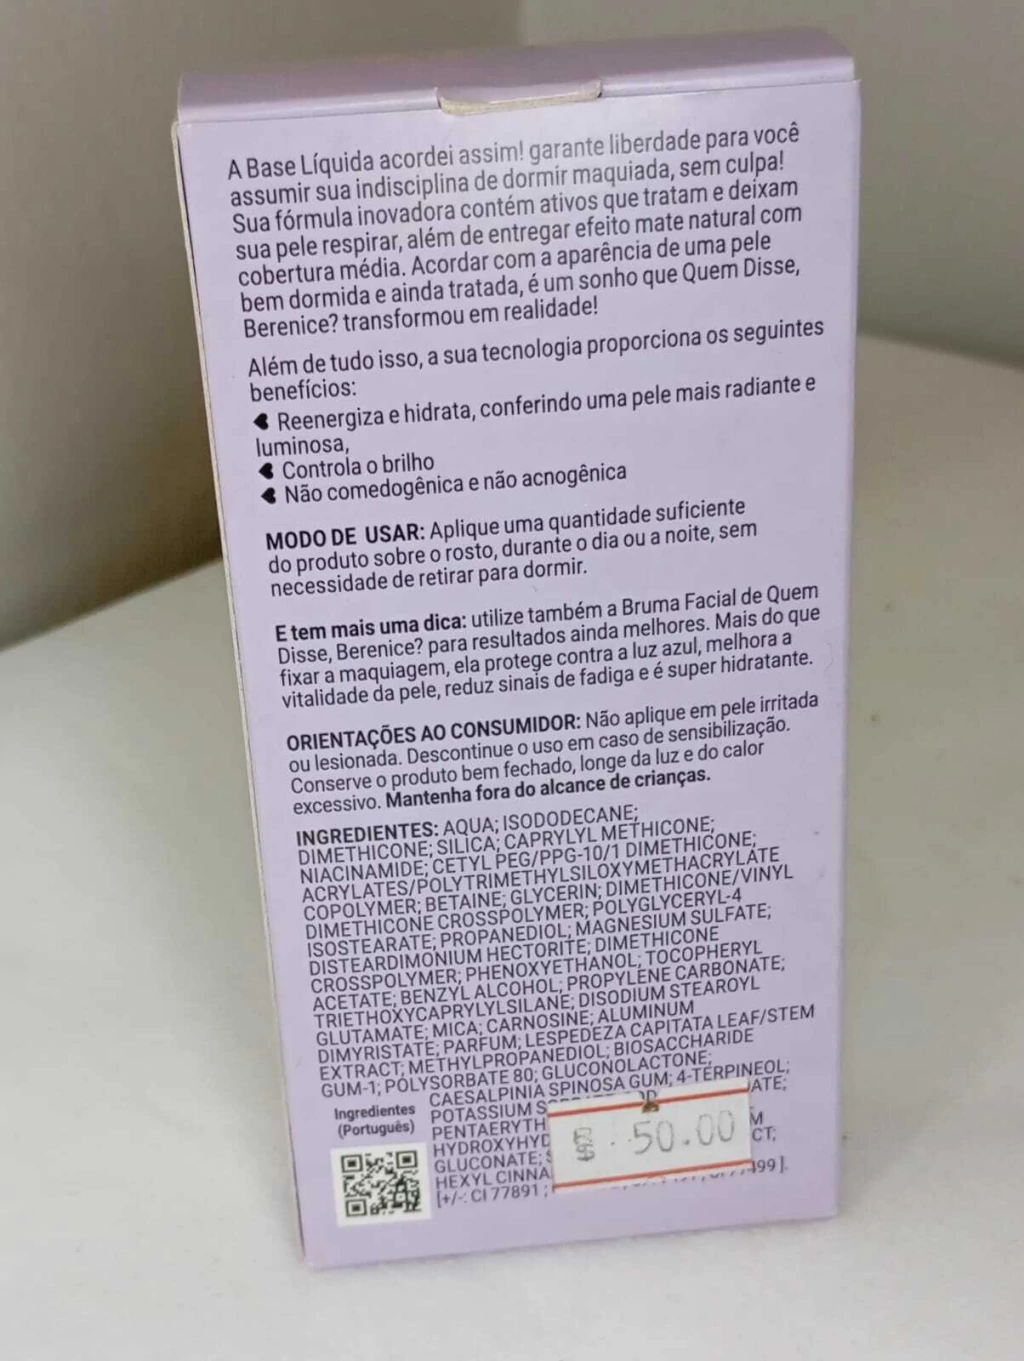 A Base Líquida acordei assim! garante liberdade para você
assumir sua indisciplina de dormir maquiada, sem culpa!
Sua fórmula inovadora contém ativos que tratam e deixam
sua pele respirar, além de entregar efeito mate natural com
cobertura média. Acordar com a aparência de uma pele
bem dormida e ainda tratada, é um sonho que Quem Disse,
Berenice? transformou em realidade!
Além de tudo isso, a sua tecnologia proporciona os seguintes
benefícios:
Reenergiza e hidrata, conferindo uma pele mais radiante e
luminosa,
Controla o brilho
Não comedogênica e não acnogênica
MODO DE USAR: Aplique uma quantidade suficiente
do produto sobre o rosto, durante o dia ou a noite, sem
necessidade de retirar para dormir.
E tem mais uma dica: utilize também a Bruma Facial de Quem
Disse, Berenice? para resultados ainda melhores. Mais do que
fixar a maquiagem, ela protege contra a luz azul, melhora a
vitalidade da pele, reduz sinais de fadiga e é super hidratante.
ORIENTAÇÕES AO CONSUMIDOR: Não aplique em pele irritada
ou lesionada. Descontinue o uso em caso de sensibilização.
Conserve o produto bem fechado, longe da luz e do calor
excessivo. Mantenha fora do alcance de crianças.
INGREDIENTES: AQUA; ISODODECANE;
DIMETHICONE; SILICA; CAPRYLYL METHICONE;
NIACINAMIDE; CETYL PEG/PPG-10/1 DIMETHICONE;
ACRYLATES/POLYTRIMETHYLSILOXYMETHACRYLATE
COPOLYMER; BETAINE; GLYCERIN; DIMETHICONE/VINYL
DIMETHICONE CROSSPOLYMER; POLYGLYCERYL-4
ISOSTEARATE; PROPANEDIOL; MAGNESIUM SULFATE;
DISTEARDIMONIUM HECTORITE; DIMETHICONE
CROSSPOLYMER; PHENOXYETHANOL; TOCOPHERYL
ACETATE; BENZYL ALCOHOL; PROPYLENE CARBONATE;
TRIETHOXYCAPRYLYLSILANE; DISODIUM STEAROYL
GLUTAMATE; MICA; CARNOSINE; ALUMINUM
DIMYRISTATE; PARFUM; LESPEDEZA CAPITATA LEAF/STEM
EXTRACT; METHYLPROPANEDIOL; BIOSACCHARIDE
GUM-1; POLYSORBATE 80; GLUCONOLACTONE;
CAESALPINIA SPINOSA GUM; 4-TERPINEOL;
Ingredientes
(Português)
POTASSIUM S ATE;
PENTAERYTH M
HYDROXYHYD CT;
GLUCONATE;
HEXYL CINNA
[+/-: CI 77891 ; 499 ].
50.00